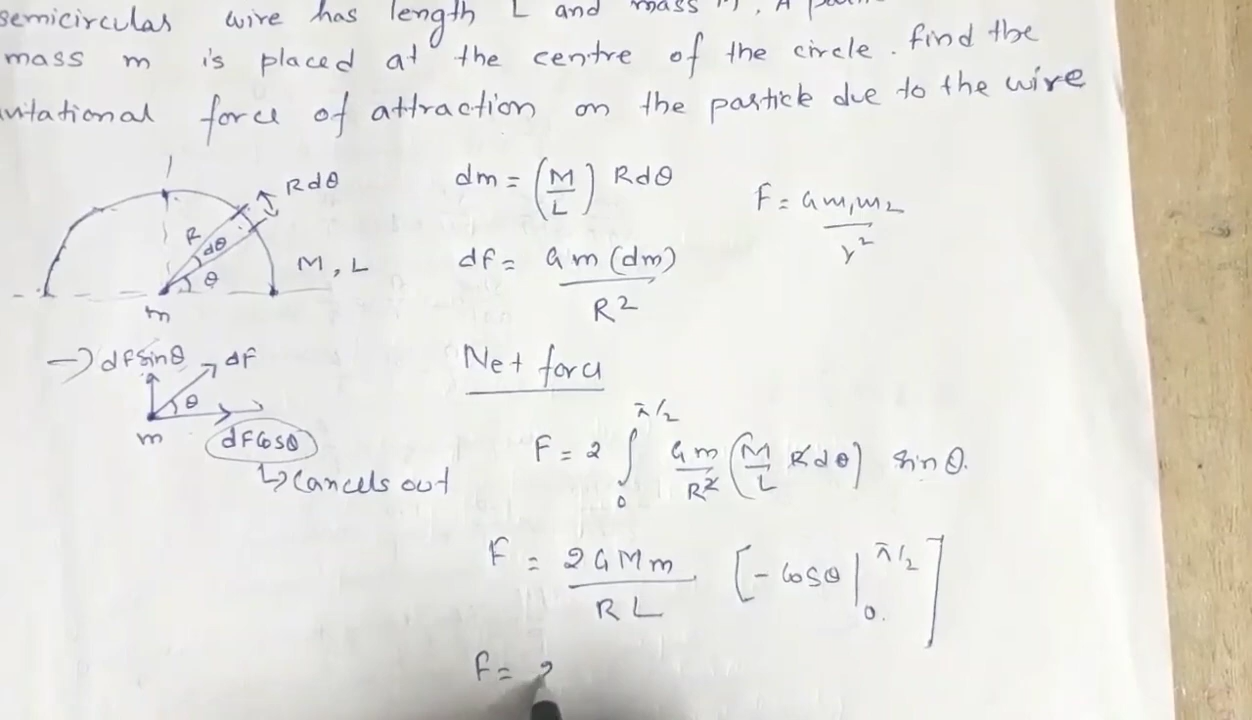 semicircular wire has length L and mass M. A
mass m is placed at the centre of the circle. find the
force of attraction on the particle due to the wire
Rdθ
R
dθ
θ
M, L
m
dm = (M/L) Rdθ
F = Gm₁m₂/r²
df = Gm(dm)/R²
→ dFsinθ
dF
θ
m
dFcosθ
↳ Cancels out
Net force
F = 2 ∫₀^(π/2) Gm/R² (M/L Rdθ) sinθ.
F = 2GMm/RL [-cosθ|₀.^(π/2)]
F = 2